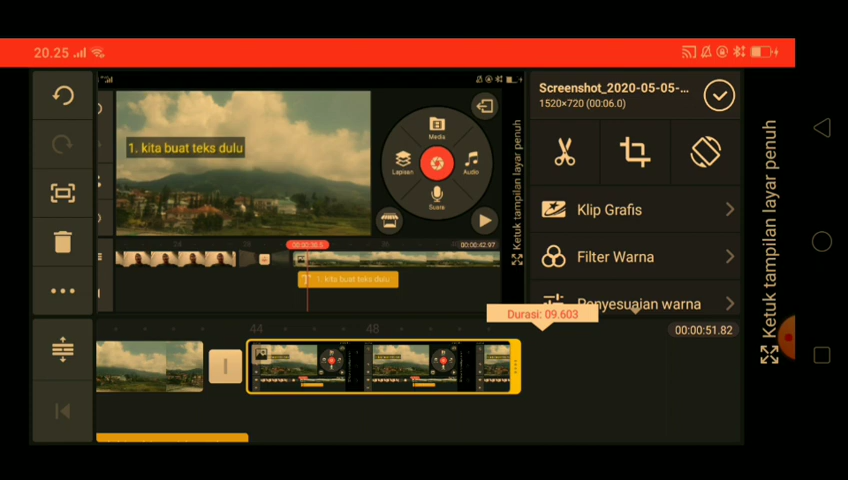 20.25
Screenshot_2020-05-05-...
1520×720 (00:06.0)
1. kita buat teks dulu
Media
Lapisan
Audio
Suara
Ketuk tampilan layar penuh
Klip Grafis
Filter Warna
Penyesuaian warna
00:00:42.97
1. kita buat teks dulu
Durasi: 09.603
44
48
00:00:51.82
Ketuk tampilan layar penuh